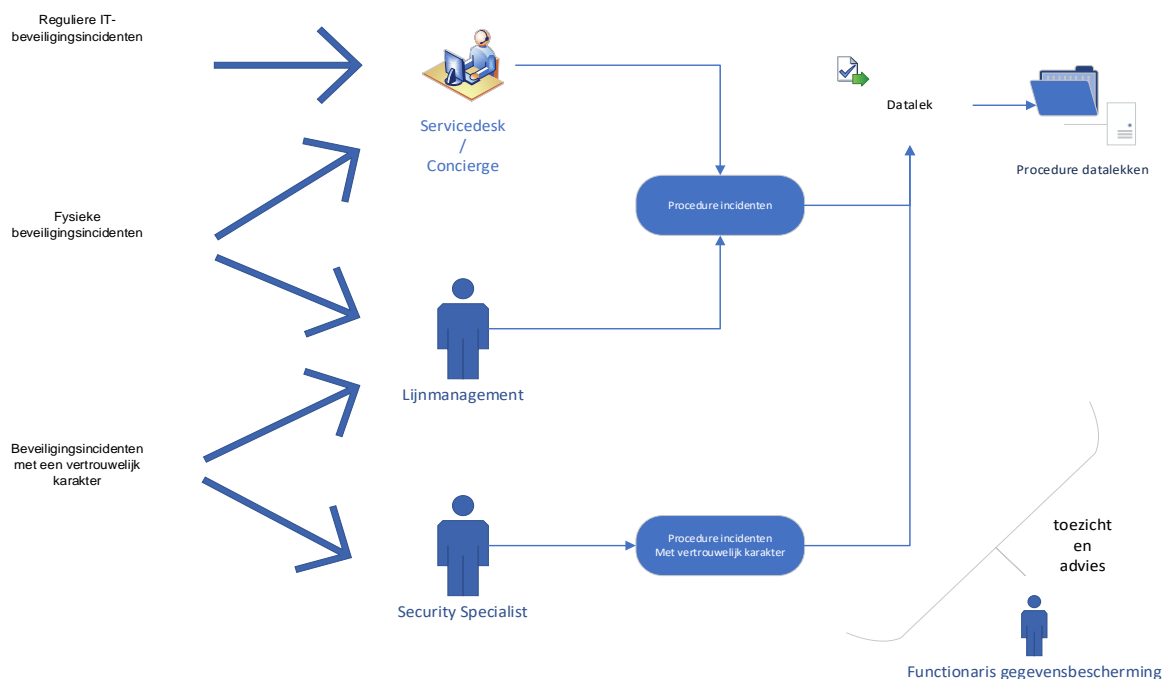 Reguliere IT-
beveiligingsincidenten
Servicedesk
/
Concierge
Datalek
Procedure datalekken
Fysieke
beveiligingsincidenten
Procedure incidenten
Lijnmanagement
Beveiligingsincidenten
met een vertrouwelijk
karakter
Security Specialist
Procedure incidenten
Met vertrouwelijk karakter
toezicht
en
advies
Functionaris gegevensbescherming